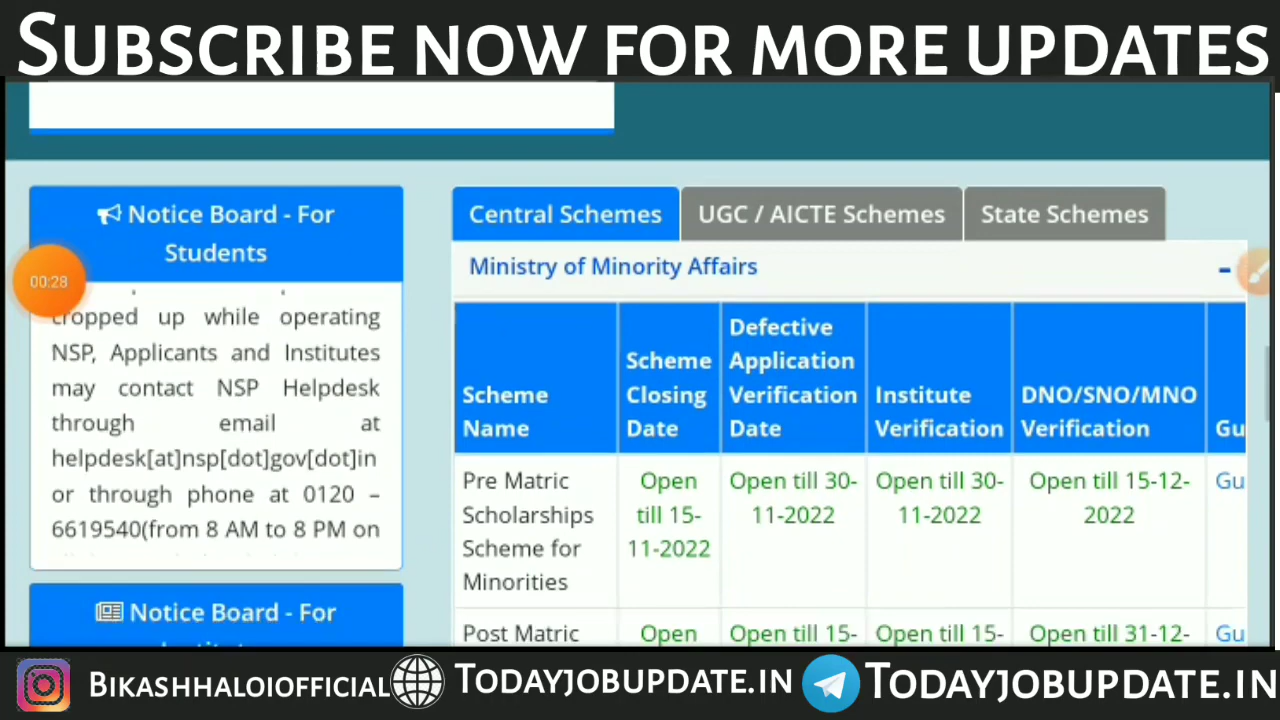 SUBSCRIBE NOW FOR MORE UPDATES
Notice Board - For
Students
00:28
cropped up while operating
NSP, Applicants and Institutes
may contact NSP Helpdesk
through email at
helpdesk[at]nsp[dot]gov[dot]in
or through phone at 0120 –
6619540(from 8 AM to 8 PM on
Notice Board - For
Central Schemes
UGC / AICTE Schemes
State Schemes
Ministry of Minority Affairs
-
Scheme
Name
Scheme
Closing
Date
Defective
Application
Verification
Date
Institute
Verification
DNO/SNO/MNO
Verification
Gu
Pre Matric
Scholarships
Scheme for
Minorities
Open
till 15-
11-2022
Open till 30-
11-2022
Open till 30-
11-2022
Open till 15-12-
2022
Gu
Post Matric
Open
Open till 15-
Open till 15-
Open till 31-12-
Gu
BIKASHHALOIOFFICIAL
TODAYJOBUPDATE.IN
TODAYJOBUPDATE.IN